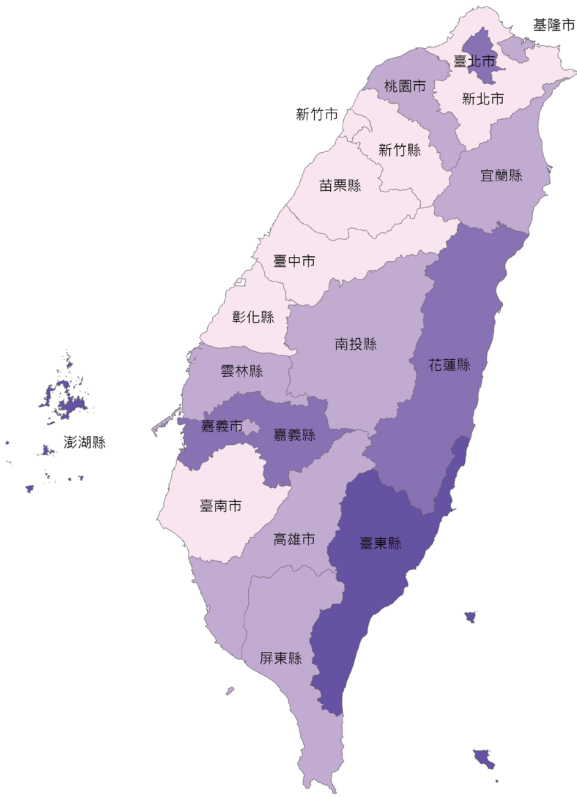 基隆市
臺北市
桃園市
新北市
新竹市
新竹縣
宜蘭縣
苗栗縣
臺中市
彰化縣
南投縣
花蓮縣
雲林縣
嘉義市
嘉義縣
澎湖縣
臺南市
高雄市
臺東縣
屏東縣